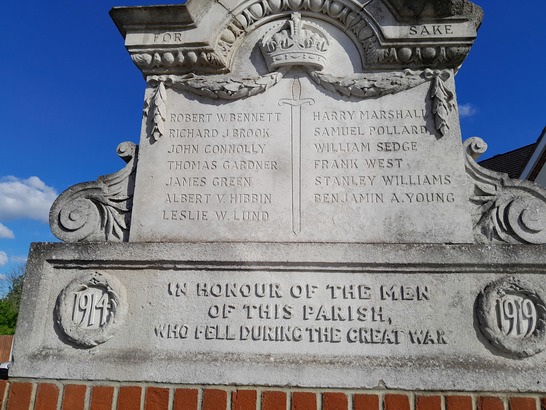 FOR SAKE
ROBERT W. BENNETT
RICHARD J. BROOK
JOHN CONNOLLY
THOMAS GARDNER
JAMES GREEN
ALBERT V. HIBBIN
LESLIE W. LUND
HARRY MARSHALL
SAMUEL POLLARD
WILLIAM SEDGE
FRANK WEST
STANLEY WILLIAMS
BENJAMIN A. YOUNG
1914
IN HONOUR OF THE MEN
OF THIS PARISH,
WHO FELL DURING THE GREAT WAR
1919